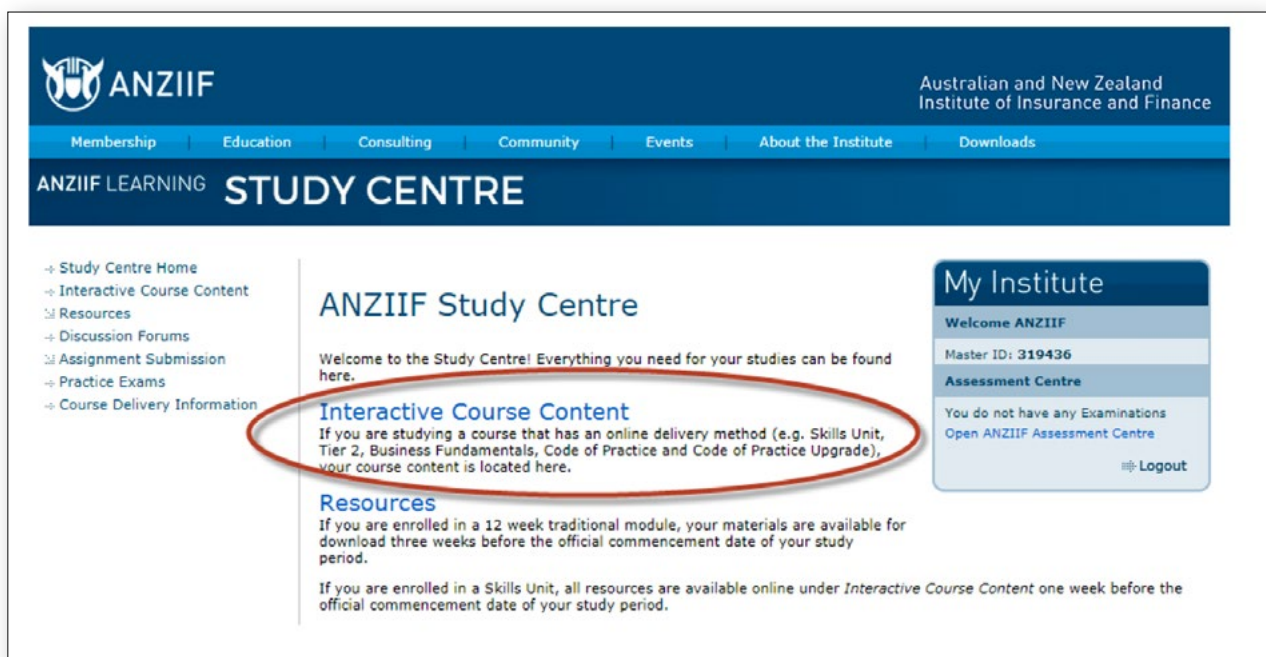 ANZIIF
Australian and New Zealand
Institute of Insurance and Finance
Membership Education Consulting Community Events About the Institute Downloads
ANZIIF LEARNING STUDY CENTRE
Study Centre Home
Interactive Course Content
Resources
Discussion Forums
Assignment Submission
Practice Exams
Course Delivery Information
ANZIIF Study Centre
Welcome to the Study Centre! Everything you need for your studies can be found
here.
Interactive Course Content
If you are studying a course that has an online delivery method (e.g. Skills Unit,
Tier 2, Business Fundamentals, Code of Practice and Code of Practice Upgrade),
your course content is located here.
Resources
If you are enrolled in a 12 week traditional module, your materials are available for
download three weeks before the official commencement date of your study
period.
If you are enrolled in a Skills Unit, all resources are available online under Interactive Course Content one week before the
official commencement date of your study period.
My Institute
Welcome ANZIIF
Master ID: 319436
Assessment Centre
You do not have any Examinations
Open ANZIIF Assessment Centre
Logout